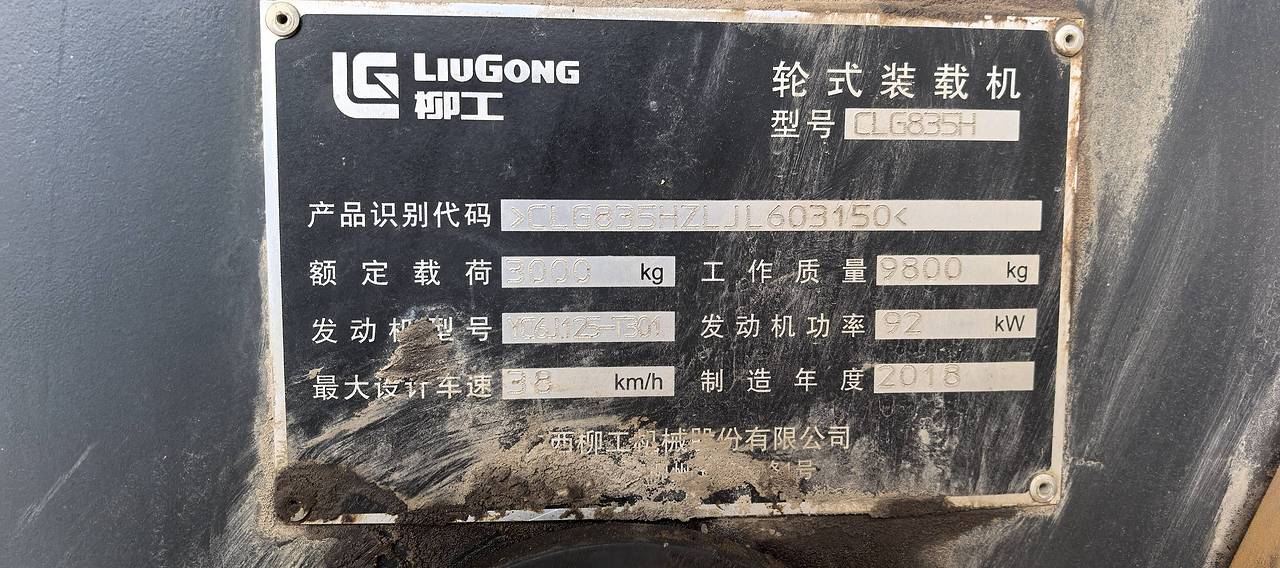 LIUGONG
柳工
轮式装载机
型号 CLG835H
产品识别代码 >CLG835HZLJL603150<
额定载荷 3000 kg 工作质量 9800 kg
发动机型号 YC6J125-T301 发动机功率 92 kW
最大设计车速 38 km/h 制造年度 2018
西柳工机械股份有限公司
号